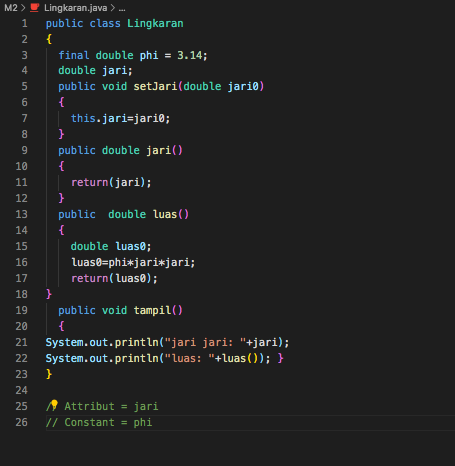 M2 > Lingkaran.java > ...
1 public class Lingkaran
2 {
3 final double phi = 3.14;
4 double jari;
5 public void setJari(double jari0)
6 {
7 this.jari=jari0;
8 }
9 public double jari()
10 {
11 return(jari);
12 }
13 public  double luas()
14 {
15 double luas0;
16 luas0=phi*jari*jari;
17 return(luas0);
18 }
19 public void tampil()
20 {
21 System.out.println("jari jari: "+jari);
22 System.out.println("luas: "+luas()); }
23 }
24
25 // Attribut = jari
26 // Constant = phi